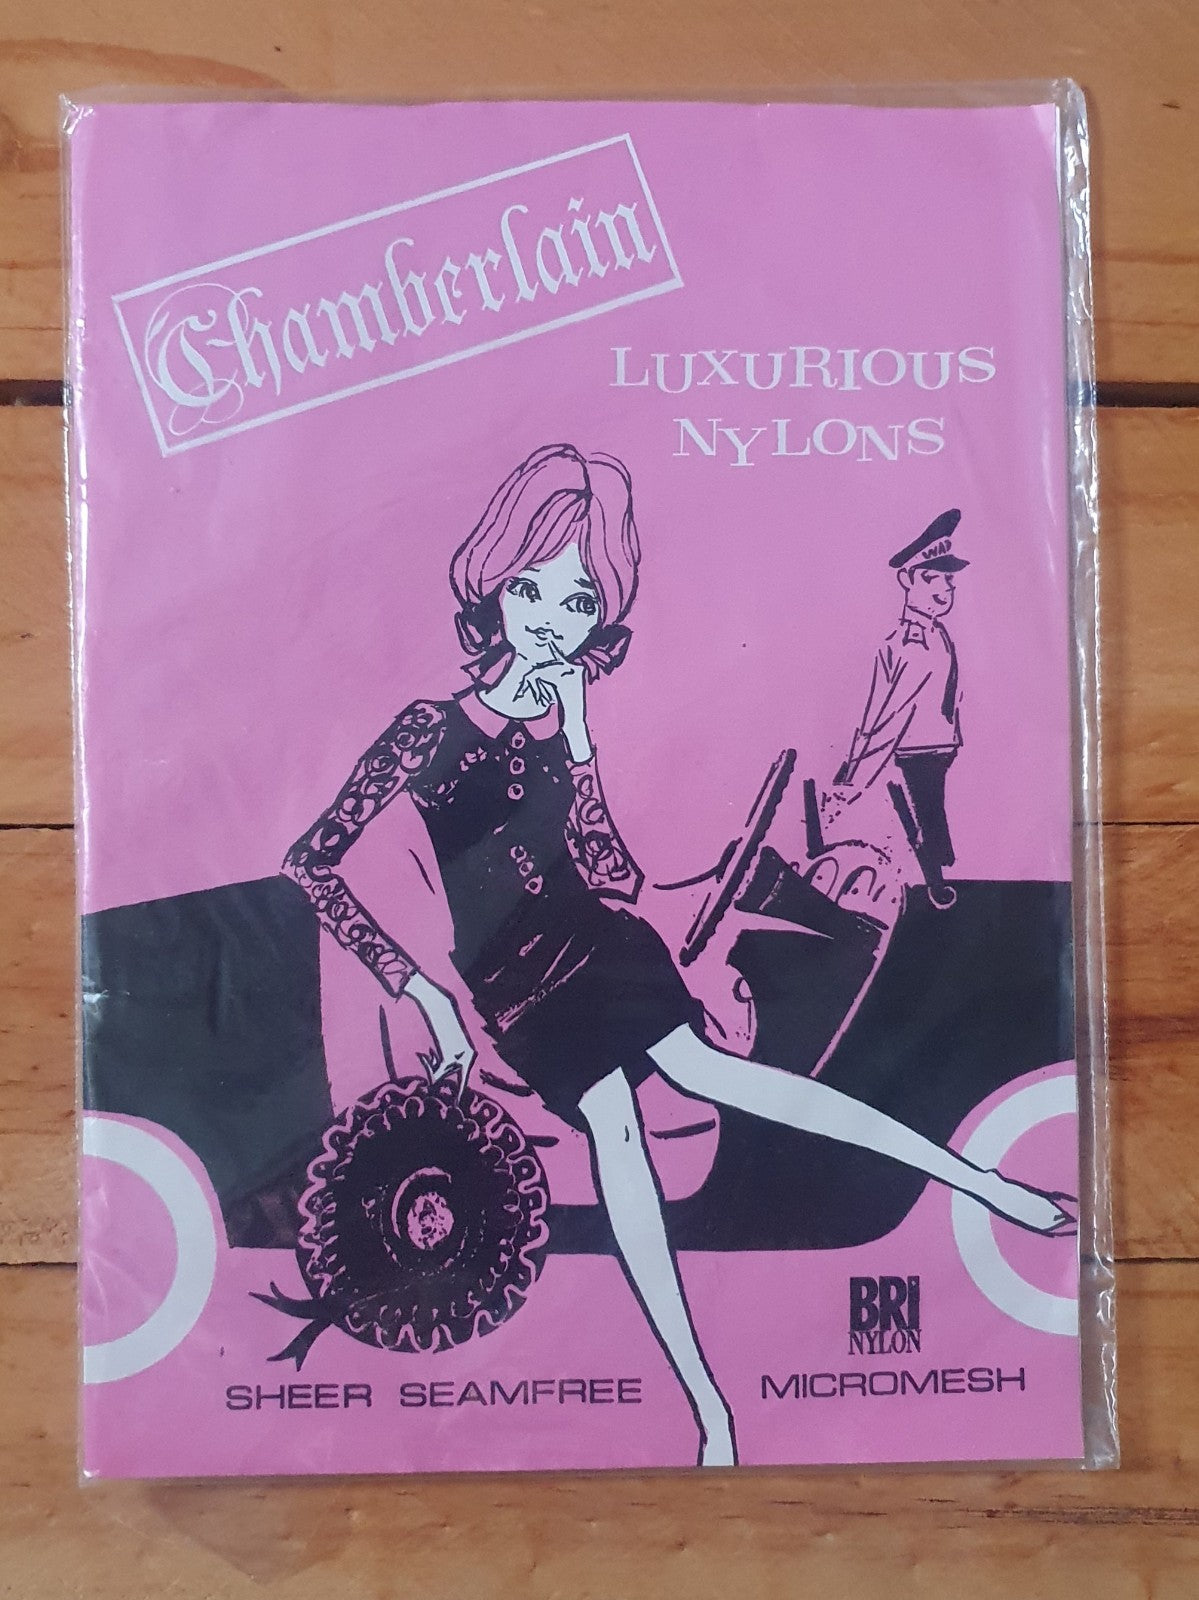 Chamberlain
LUXURIOUS
NYLONS
BRI
NYLON
SHEER SEAMFREE
MICROMESH